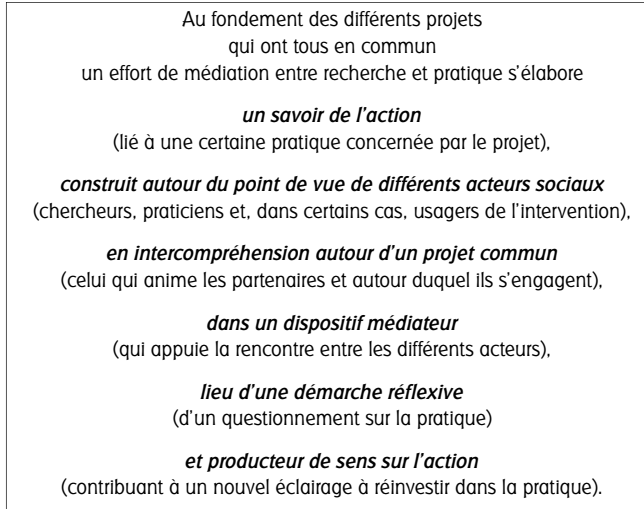 Au fondement des différents projets
qui ont tous en commun
un effort de médiation entre recherche et pratique s’élabore
un savoir de l’action
(lié à une certaine pratique concernée par le projet),
construit autour du point de vue de différents acteurs sociaux
(chercheurs, praticiens et, dans certains cas, usagers de l’intervention),
en intercompréhension autour d’un projet commun
(celui qui anime les partenaires et autour duquel ils s’engagent),
dans un dispositif médiateur
(qui appuie la rencontre entre les différents acteurs),
lieu d’une démarche réflexive
(d’un questionnement sur la pratique)
et producteur de sens sur l’action
(contribuant à un nouvel éclairage à réinvestir dans la pratique).